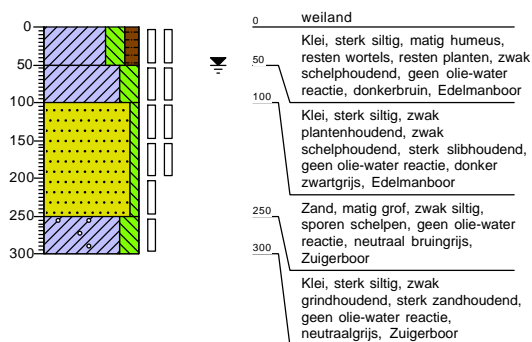 0
50
100
150
200
250
300
0 weiland
Klei, sterk siltig, matig humeus,
resten wortels, resten planten, zwak
schelphoudend, geen olie-water
reactie, donkerbruin, Edelmanboor
50
Klei, sterk siltig, zwak
plantenhoudend, zwak
schelphoudend, sterk slibhoudend,
geen olie-water reactie, donker
zwartgrijs, Edelmanboor
100
Zand, matig grof, zwak siltig,
sporen schelpen, geen olie-water
reactie, neutraal bruingrijs,
Zuigerboor
250
Klei, sterk siltig, zwak
grindhoudend, sterk zandhoudend,
geen olie-water reactie,
neutraalgrijs, Zuigerboor
300